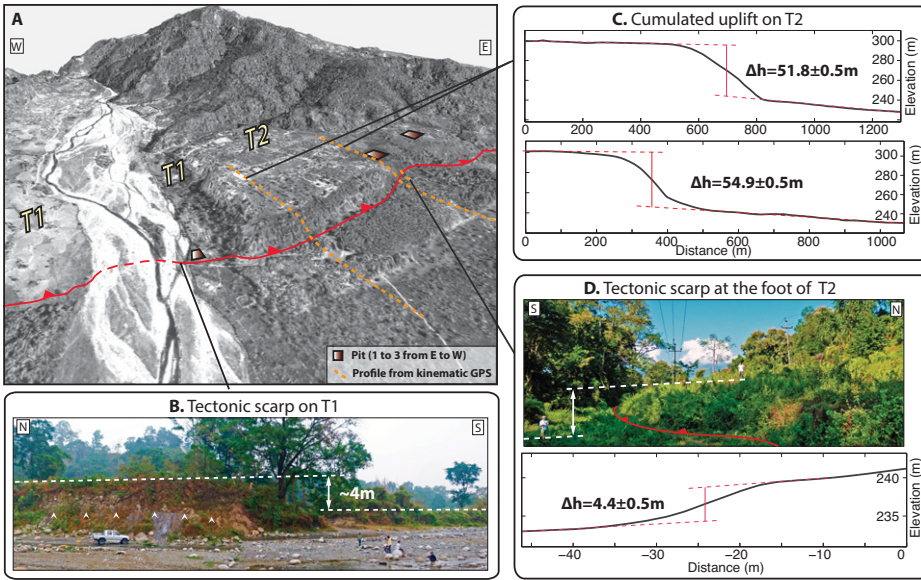 A
W
E
T1
T2
T1
Pit (1 to 3 from E to W)
Profile from kinematic GPS
B. Tectonic scarp on T1
N
S
~4m
C. Cumulated uplift on T2
Δh=51.8±0.5m
300
280
260
240
Elevation (m)
0 200 400 600 800 1000 1200
Δh=54.9±0.5m
300
280
260
240
Elevation (m)
0 200 400 600 800 1000
Distance (m)
D. Tectonic scarp at the foot of T2
S
N
Δh=4.4±0.5m
240
235
Elevation (m)
−40 −30 −20 −10 0
Distance (m)